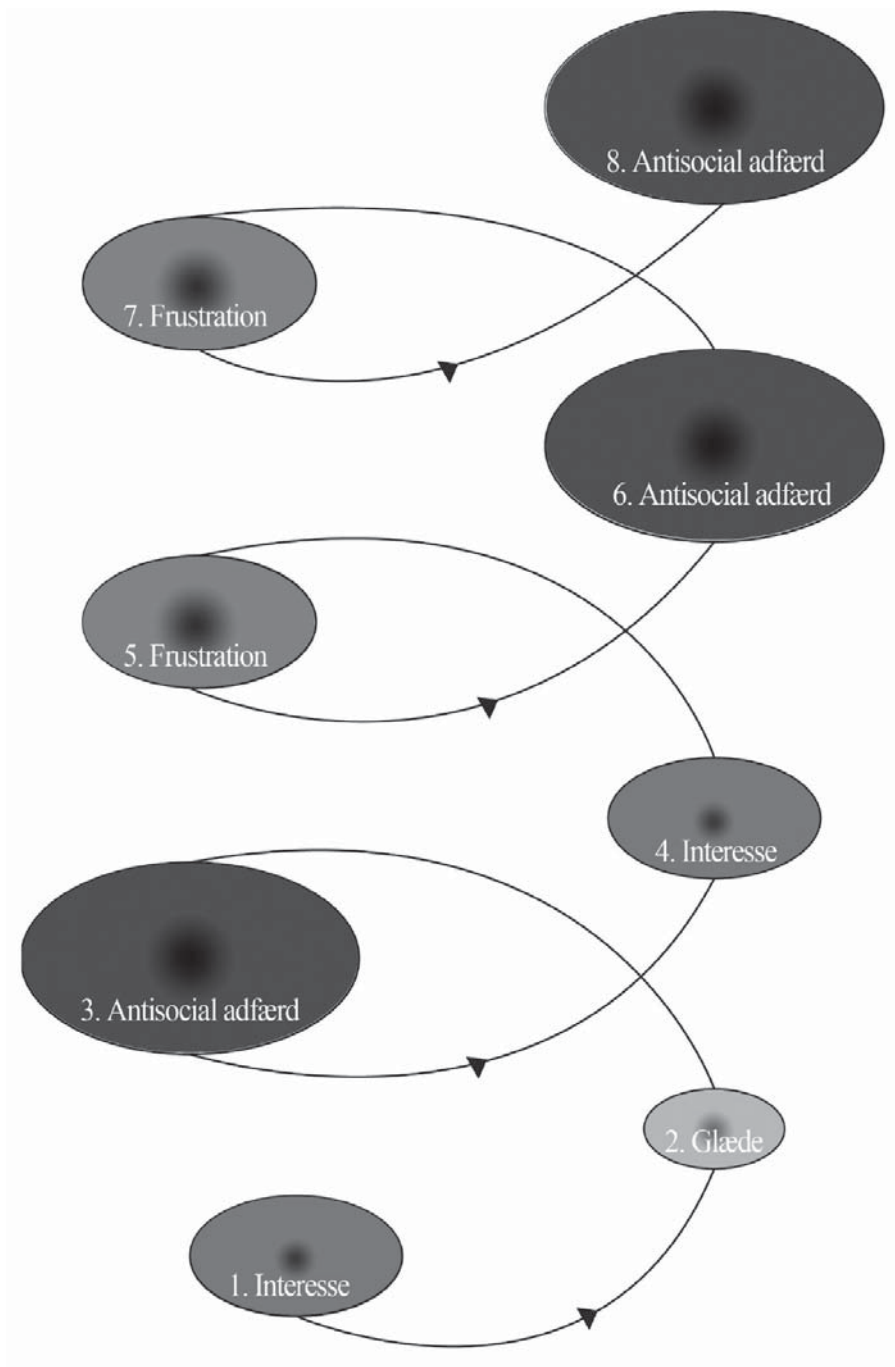 8. Antisocial adfærd
7. Frustration
6. Antisocial adfærd
5. Frustration
4. Interesse
3. Antisocial adfærd
2. Glæde
1. Interesse